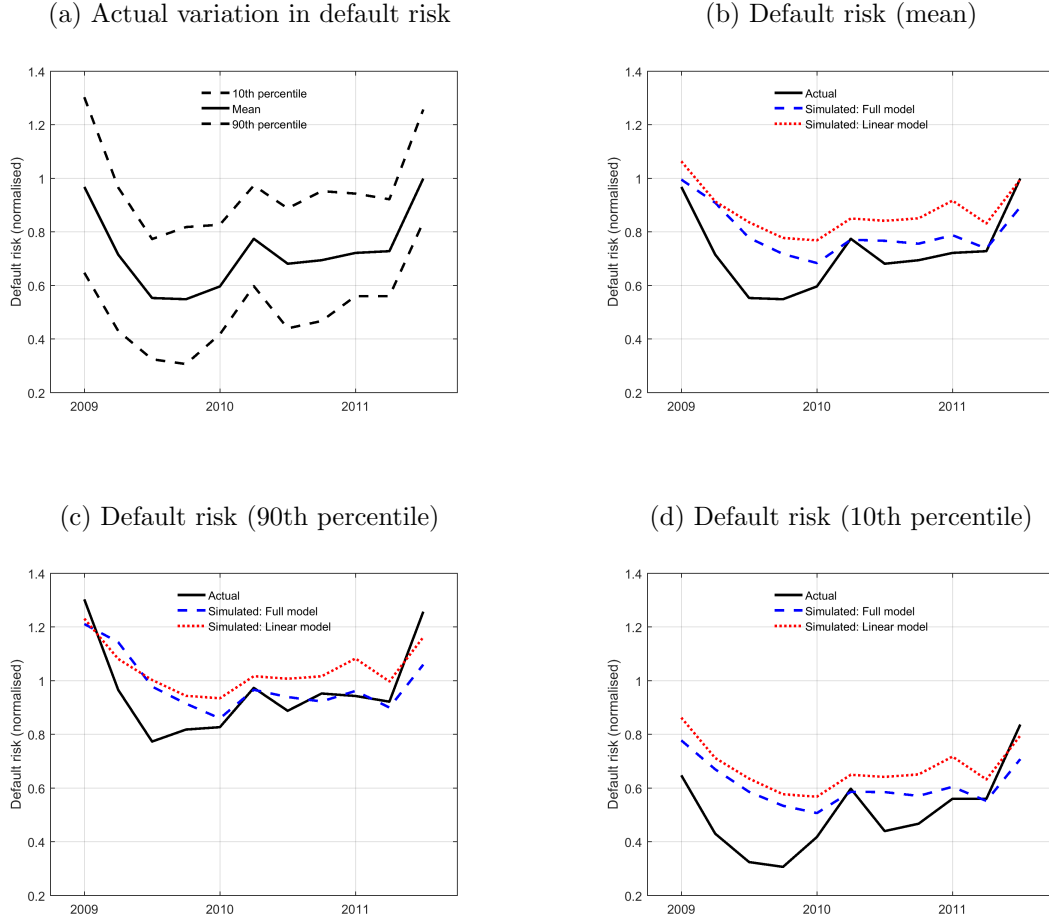 (a) Actual variation in default risk
Default risk (normalised)
1.4
1.2
1
0.8
0.6
0.4
0.2
10th percentile
Mean
90th percentile
2009
2010
2011
(b) Default risk (mean)
Default risk (normalised)
1.4
1.2
1
0.8
0.6
0.4
0.2
Actual
Simulated: Full model
Simulated: Linear model
2009
2010
2011
(c) Default risk (90th percentile)
Default risk (normalised)
1.4
1.2
1
0.8
0.6
0.4
0.2
Actual
Simulated: Full model
Simulated: Linear model
2009
2010
2011
(d) Default risk (10th percentile)
Default risk (normalised)
1.4
1.2
1
0.8
0.6
0.4
0.2
Actual
Simulated: Full model
Simulated: Linear model
2009
2010
2011